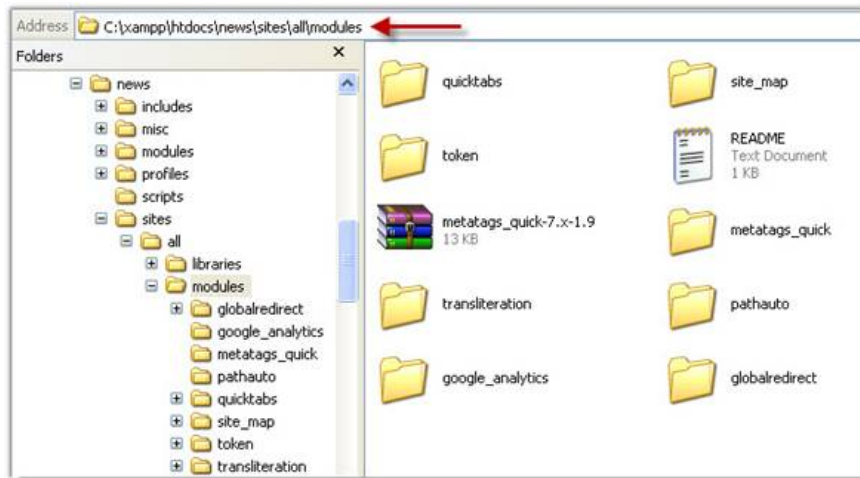 Address C:\xampp\htdocs\news\sites\all\modules
Folders
news
includes
misc
modules
profiles
scripts
sites
all
libraries
modules
globalredirect
google_analytics
metatags_quick
pathauto
quicktabs
site_map
token
transliteration
quicktabs
site_map
token
README
Text Document
1 KB
metatags_quick-7.x-1.9
13 KB
metatags_quick
transliteration
pathauto
google_analytics
globalredirect